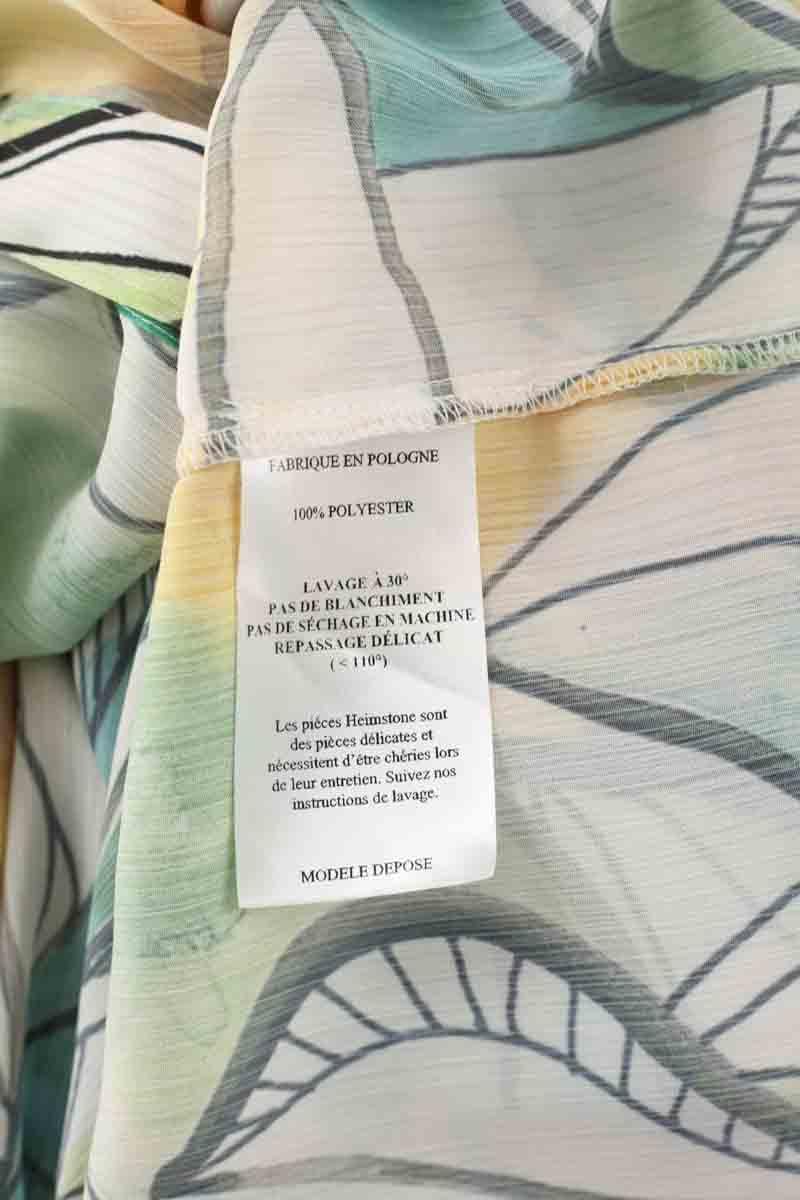 FABRIQUE EN POLOGNE
100% POLYESTER
LAVAGE À 30°
PAS DE BLANCHIMENT
PAS DE SÉCHAGE EN MACHINE
REPASSAGE DÉLICAT
( < 110°)
Les piéces Heimstone sont
des pièces délicates et
nécessitent d'être chéries lors
de leur entretien. Suivez nos
instructions de lavage.
MODELE DEPOSE